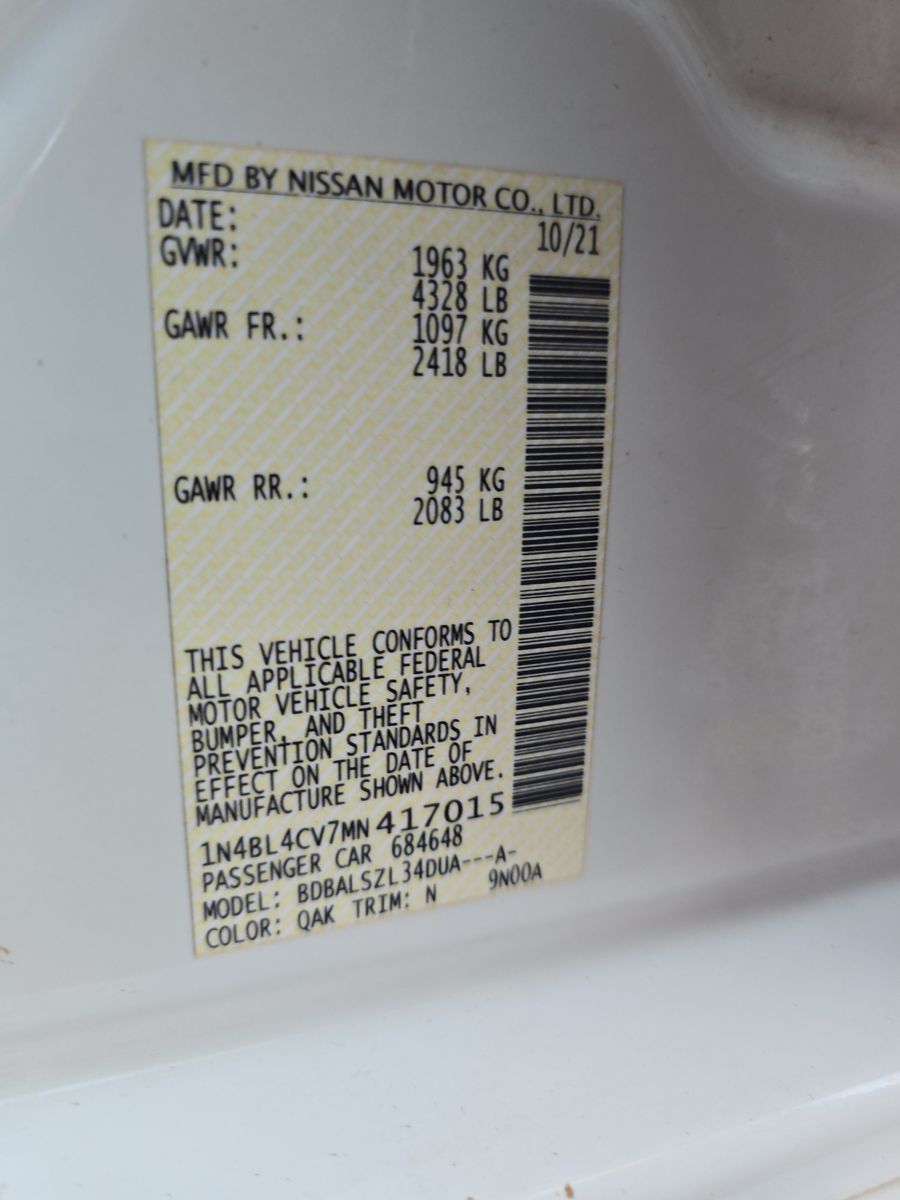 MFD BY NISSAN MOTOR CO., LTD.
DATE: 10/21
GVWR: 1963 KG
4328 LB
GAWR FR.: 1097 KG
2418 LB
GAWR RR.: 945 KG
2083 LB
THIS VEHICLE CONFORMS TO
ALL APPLICABLE FEDERAL
MOTOR VEHICLE SAFETY,
BUMPER, AND THEFT
PREVENTION STANDARDS IN
EFFECT ON THE DATE OF
MANUFACTURE SHOWN ABOVE.
1N4BL4CV7MN417015
PASSENGER CAR 684648
MODEL: BDBALSZL34DUA---A-
COLOR: QAK TRIM: N 9N00A